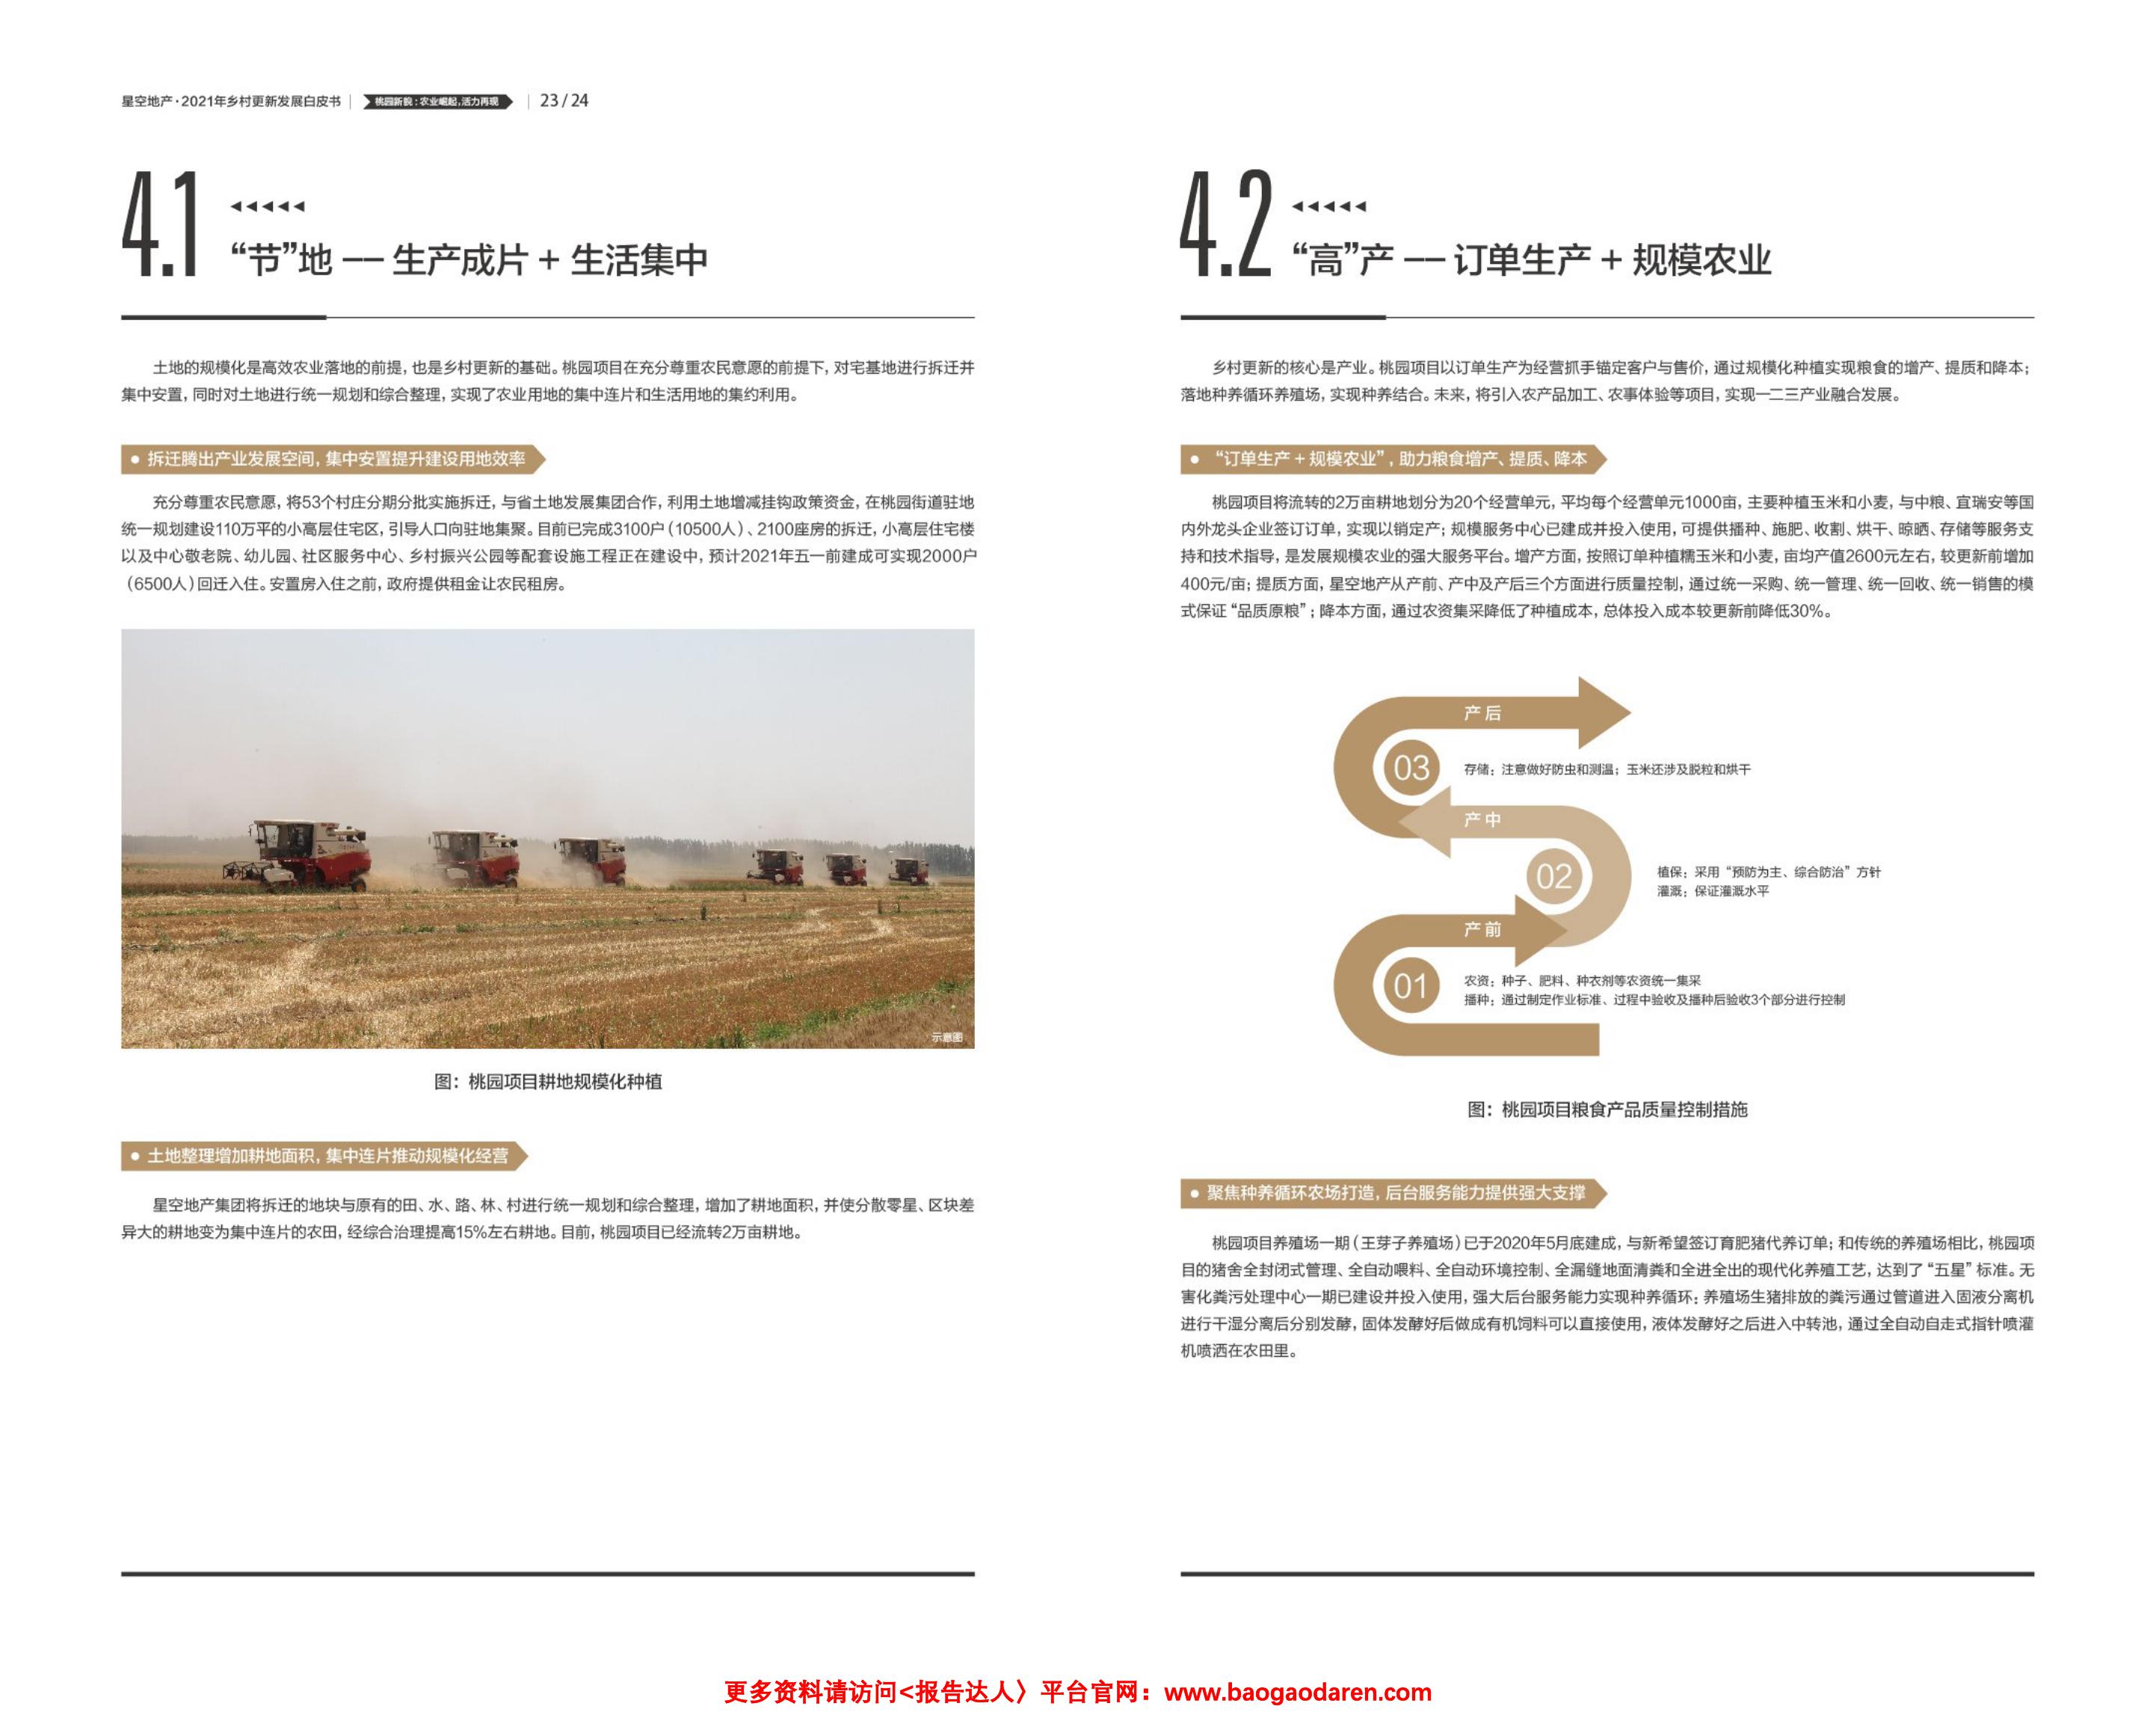 星空地产·2021年乡村更新发展白皮书 | 桃园新貌：农业崛起，活力再现 | 23 / 24
4.1
“节”地 — 生产成片 + 生活集中
土地的规模化是高效农业落地的前提，也是乡村更新的基础。桃园项目在充分尊重农民意愿的前提下，对宅基地进行拆迁并
集中安置，同时对土地进行统一规划和综合整理，实现了农业用地的集中连片和生活用地的集约利用。
拆迁腾出产业发展空间，集中安置提升建设用地效率
充分尊重农民意愿，将53个村庄分期分批实施拆迁，与省土地发展集团合作，利用土地增减挂钩政策资金，在桃园街道驻地
统一规划建设110万平的小高层住宅区，引导人口向驻地集聚。目前已完成3100户（10500人）、2100座房的拆迁，小高层住宅楼
以及中心敬老院、幼儿园、社区服务中心、乡村振兴公园等配套设施工程正在建设中，预计2021年五一前建成可实现2000户
（6500人）回迁入住。安置房入住之前，政府提供租金让农民租房。
示意图
图：桃园项目耕地规模化种植
土地整理增加耕地面积，集中连片推动规模化经营
星空地产集团将拆迁的地块与原有的田、水、路、林、村进行统一规划和综合整理，增加了耕地面积，并使分散零星、区块差
异大的耕地变为集中连片的农田，经综合治理提高15%左右耕地。目前，桃园项目已经流转2万亩耕地。
4.2
“高”产 — 订单生产 + 规模农业
乡村更新的核心是产业。桃园项目以订单生产为经营抓手锚定客户与售价，通过规模化种植实现粮食的增产、提质和降本；
落地种养循环养殖场，实现种养结合。未来，将引入农产品加工、农事体验等项目，实现一二三产业融合发展。
“订单生产 + 规模农业”，助力粮食增产、提质、降本
桃园项目将流转的2万亩耕地划分为20个经营单元，平均每个经营单元1000亩，主要种植玉米和小麦，与中粮、宜瑞安等国
内外龙头企业签订订单，实现以销定产；规模服务中心已建成并投入使用，可提供播种、施肥、收割、烘干、晾晒、存储等服务支
持和技术指导，是发展规模农业的强大服务平台。增产方面，按照订单种植糯玉米和小麦，亩均产值2600元左右，较更新前增加
400元/亩；提质方面，星空地产从产前、产中及产后三个方面进行质量控制，通过统一采购、统一管理、统一回收、统一销售的模
式保证“品质原粮”；降本方面，通过农资集采降低了种植成本，总体投入成本较更新前降低30%。
产后
03
存储：注意做好防虫和测温；玉米还涉及脱粒和烘干
产中
02
植保：采用“预防为主、综合防治”方针
灌溉：保证灌溉水平
产前
01
农资：种子、肥料、种衣剂等农资统一集采
播种：通过制定作业标准、过程中验收及播种后验收3个部分进行控制
图：桃园项目粮食产品质量控制措施
聚焦种养循环农场打造，后台服务能力提供强大支撑
桃园项目养殖场一期（王芽子养殖场）已于2020年5月底建成，与新希望签订育肥猪代养订单；和传统的养殖场相比，桃园项
目的猪舍全封闭式管理、全自动喂料、全自动环境控制、全漏缝地面清粪和全进全出的现代化养殖工艺，达到了“五星”标准。无
害化粪污处理中心一期已建设并投入使用，强大后台服务能力实现种养循环：养殖场生猪排放的粪污通过管道进入固液分离机
进行干湿分离后分别发酵，固体发酵好后做成有机饲料可以直接使用，液体发酵好之后进入中转池，通过全自动自走式指针喷灌
机喷洒在农田里。
更多资料请访问<报告达人〉平台官网：www.baogaodaren.com